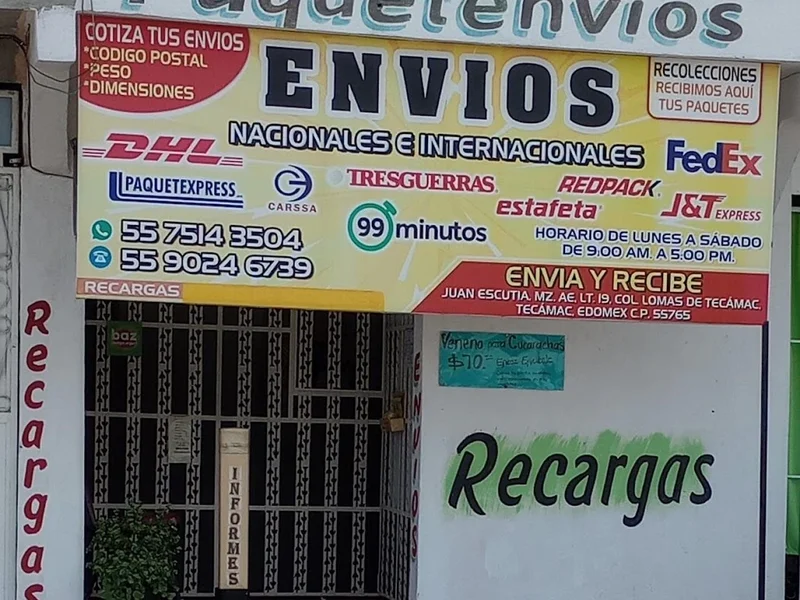 Paquetenvios
COTIZA TUS ENVIOS
*CODIGO POSTAL
*PESO
*DIMENSIONES
ENVIOS
NACIONALES E INTERNACIONALES
RECOLECCIONES
RECIBIMOS AQUÍ
TUS PAQUETES
DHL
FedEx
PAQUETEXPRESS
CARSSA
TRESGUERRAS
REDPACK
estafeta
J&T EXPRESS
99 minutos
55 7514 3504
55 9024 6739
HORARIO DE LUNES A SÁBADO
DE 9:00 AM. A 5:00 PM.
RECARGAS
ENVIA Y RECIBE
JUAN ESCUTIA. MZ. AE, LT. 19, COL. LOMAS DE TECÁMAC,
TECÁMAC, EDOMEX C.P. 55765
baz
Veneno para Cucarachas
$70.-
Recargas
Recargas
INFORMES
ENVIOS